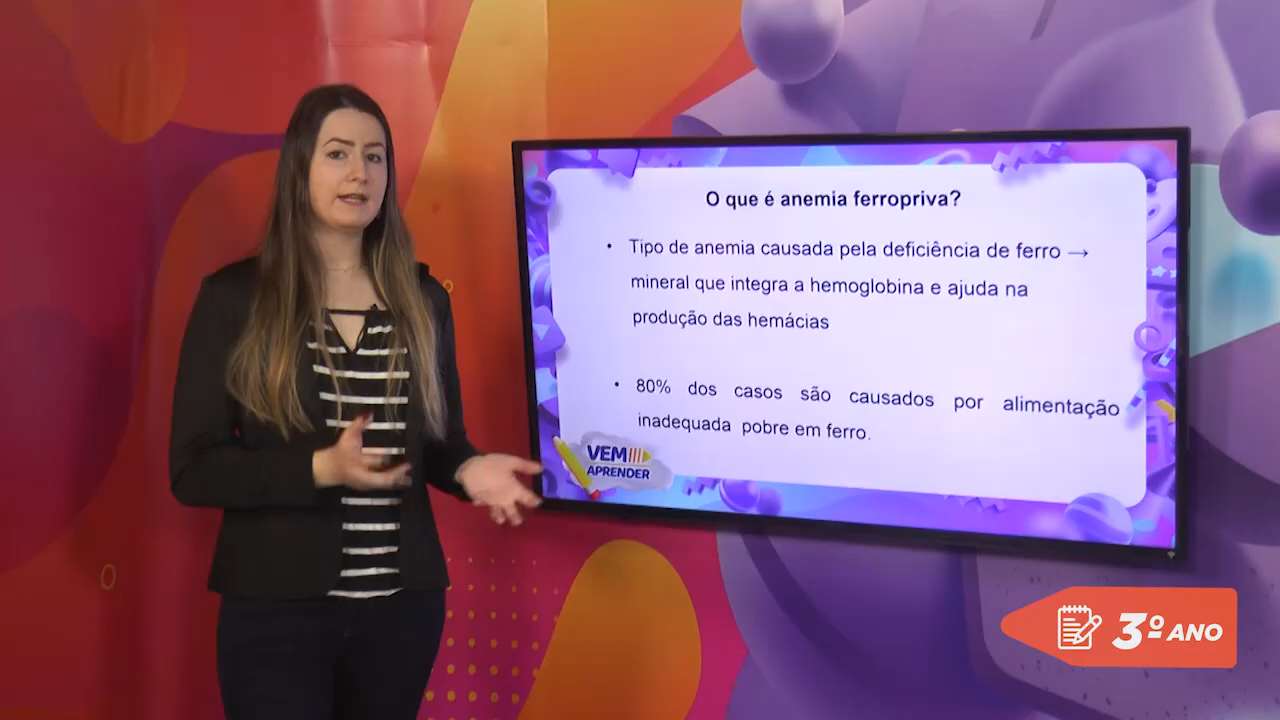 O que é anemia ferropriva?
• Tipo de anemia causada pela deficiência de ferro →
mineral que integra a hemoglobina e ajuda na
produção das hemácias
• 80% dos casos são causados por alimentação
inadequada pobre em ferro.
VEM
APRENDER
3º ANO